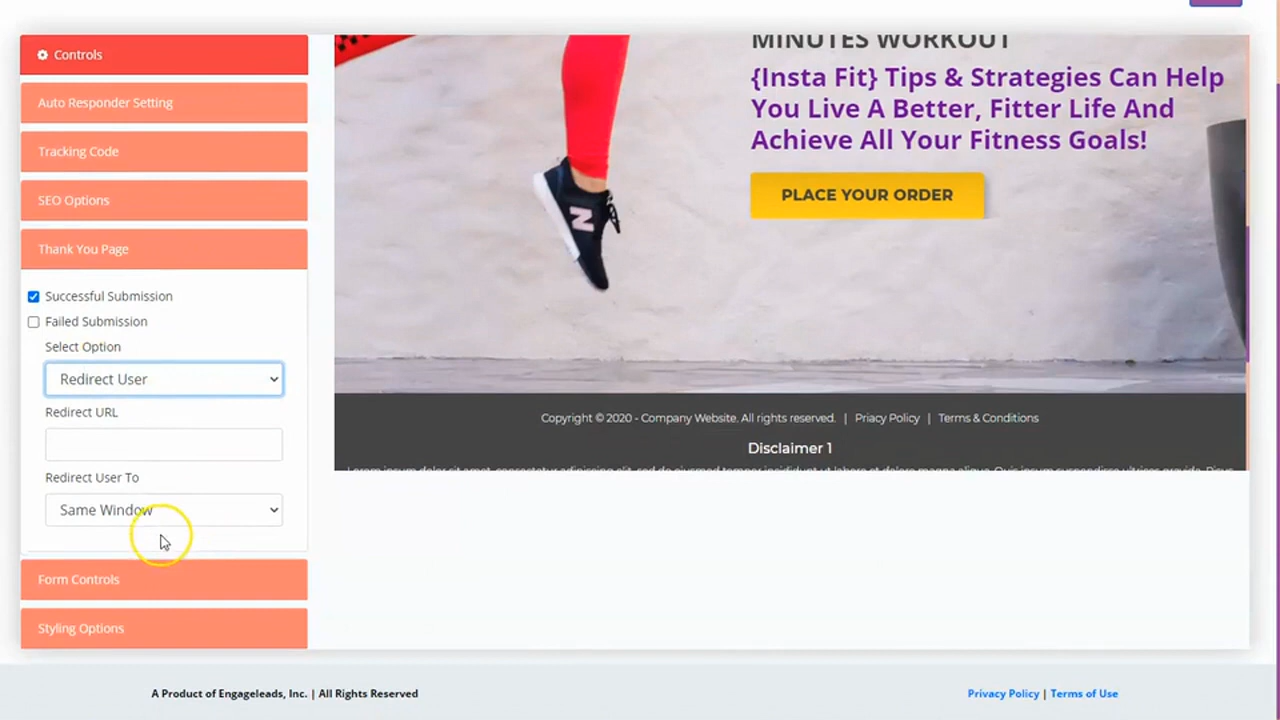 Controls
Auto Responder Setting
Tracking Code
SEO Options
Thank You Page
Successful Submission
Failed Submission
Select Option
Redirect User
Redirect URL
Redirect User To
Same Window
Form Controls
Styling Options
MINUTES WORKOUT
{Insta Fit} Tips & Strategies Can Help
You Live A Better, Fitter Life And
Achieve All Your Fitness Goals!
PLACE YOUR ORDER
N
Copyright © 2020 - Company Website. All rights reserved. | Priacy Policy | Terms & Conditions
Disclaimer 1
A Product of Engageleads, Inc. | All Rights Reserved
Privacy Policy | Terms of Use